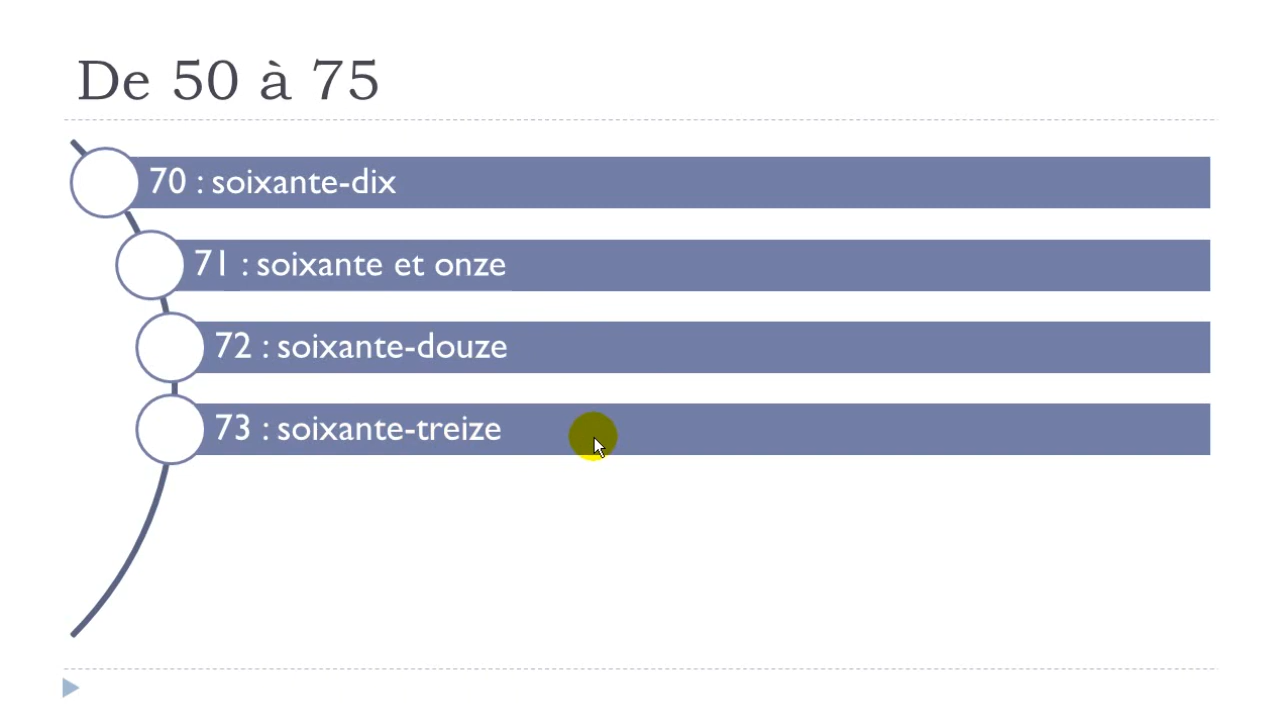 De 50 à 75
70 : soixante-dix
71 : soixante et onze
72 : soixante-douze
73 : soixante-treize